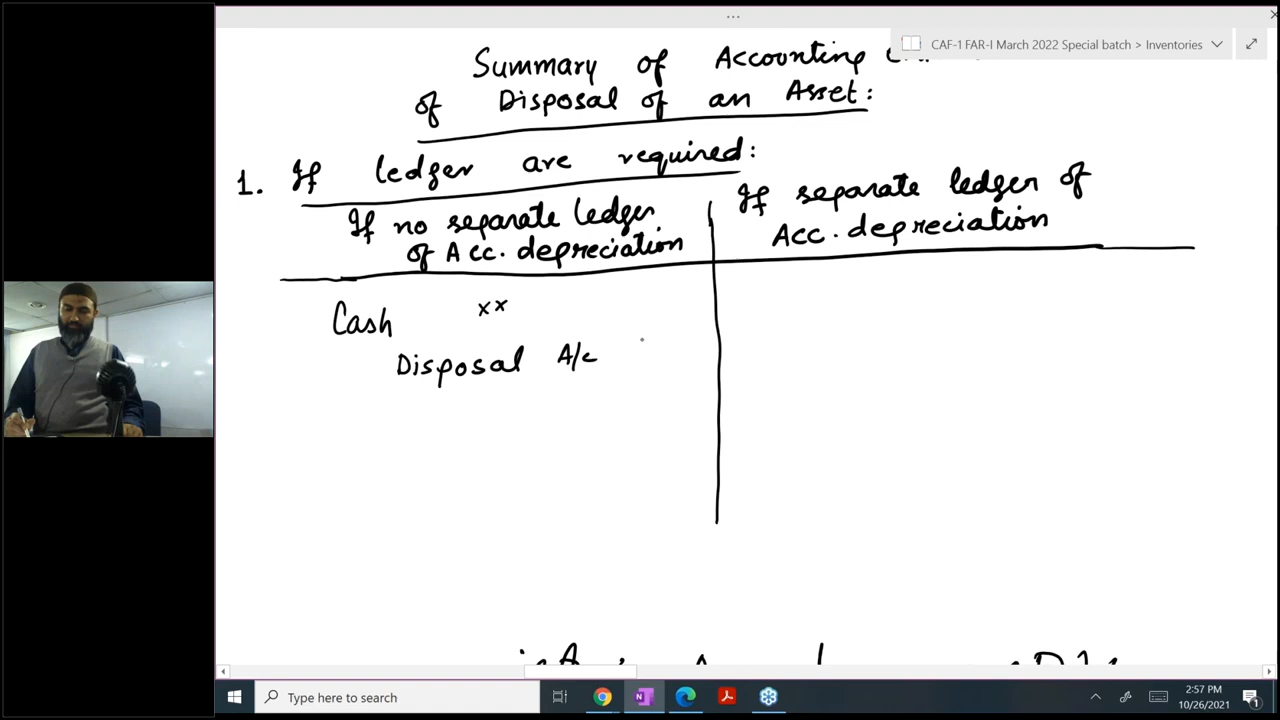 CAF-1 FAR-I March 2022 Special batch > Inventories
Summary of Accounting
of Disposal of an Asset:
1. If ledger are required:
If no separate ledger
of Acc. depreciation
If separate ledger of
Acc. depreciation
Cash xx
Disposal A/c
Type here to search
2:57 PM
10/26/2021